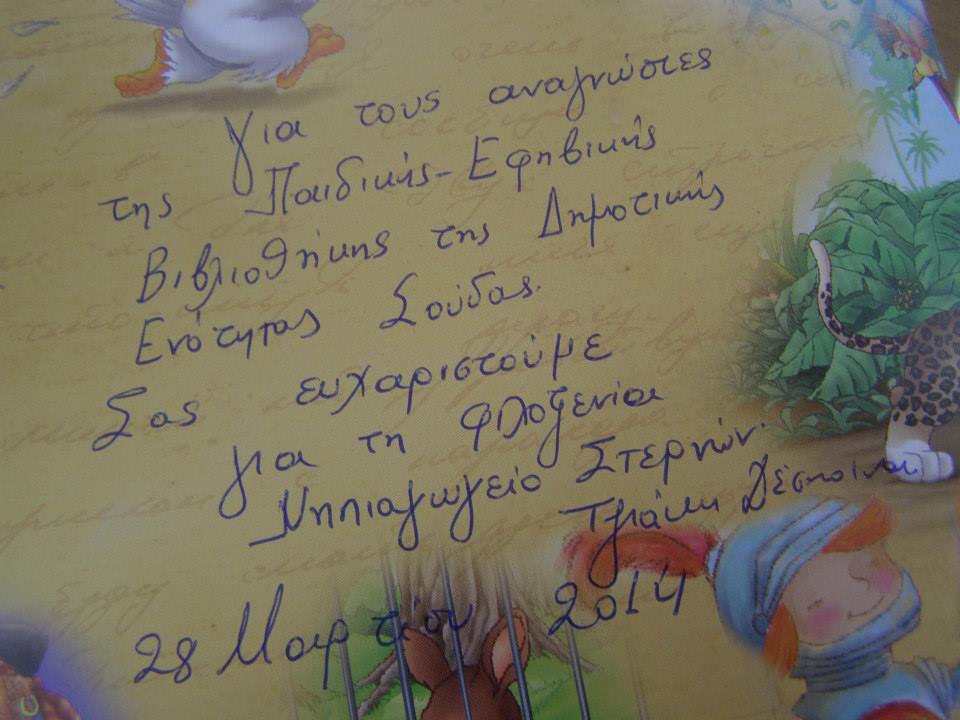 Για τους αναγνώστες
της Παιδικής-Εφηβικής
Βιβλιοθήκης της Δημοτικής
Ενότητας Σούδας.
Σας ευχαριστούμε
για τη φιλοξενία
Νηπιαγωγείο Στερνών.
Δέσποινα
28 Μαρτίου 2014